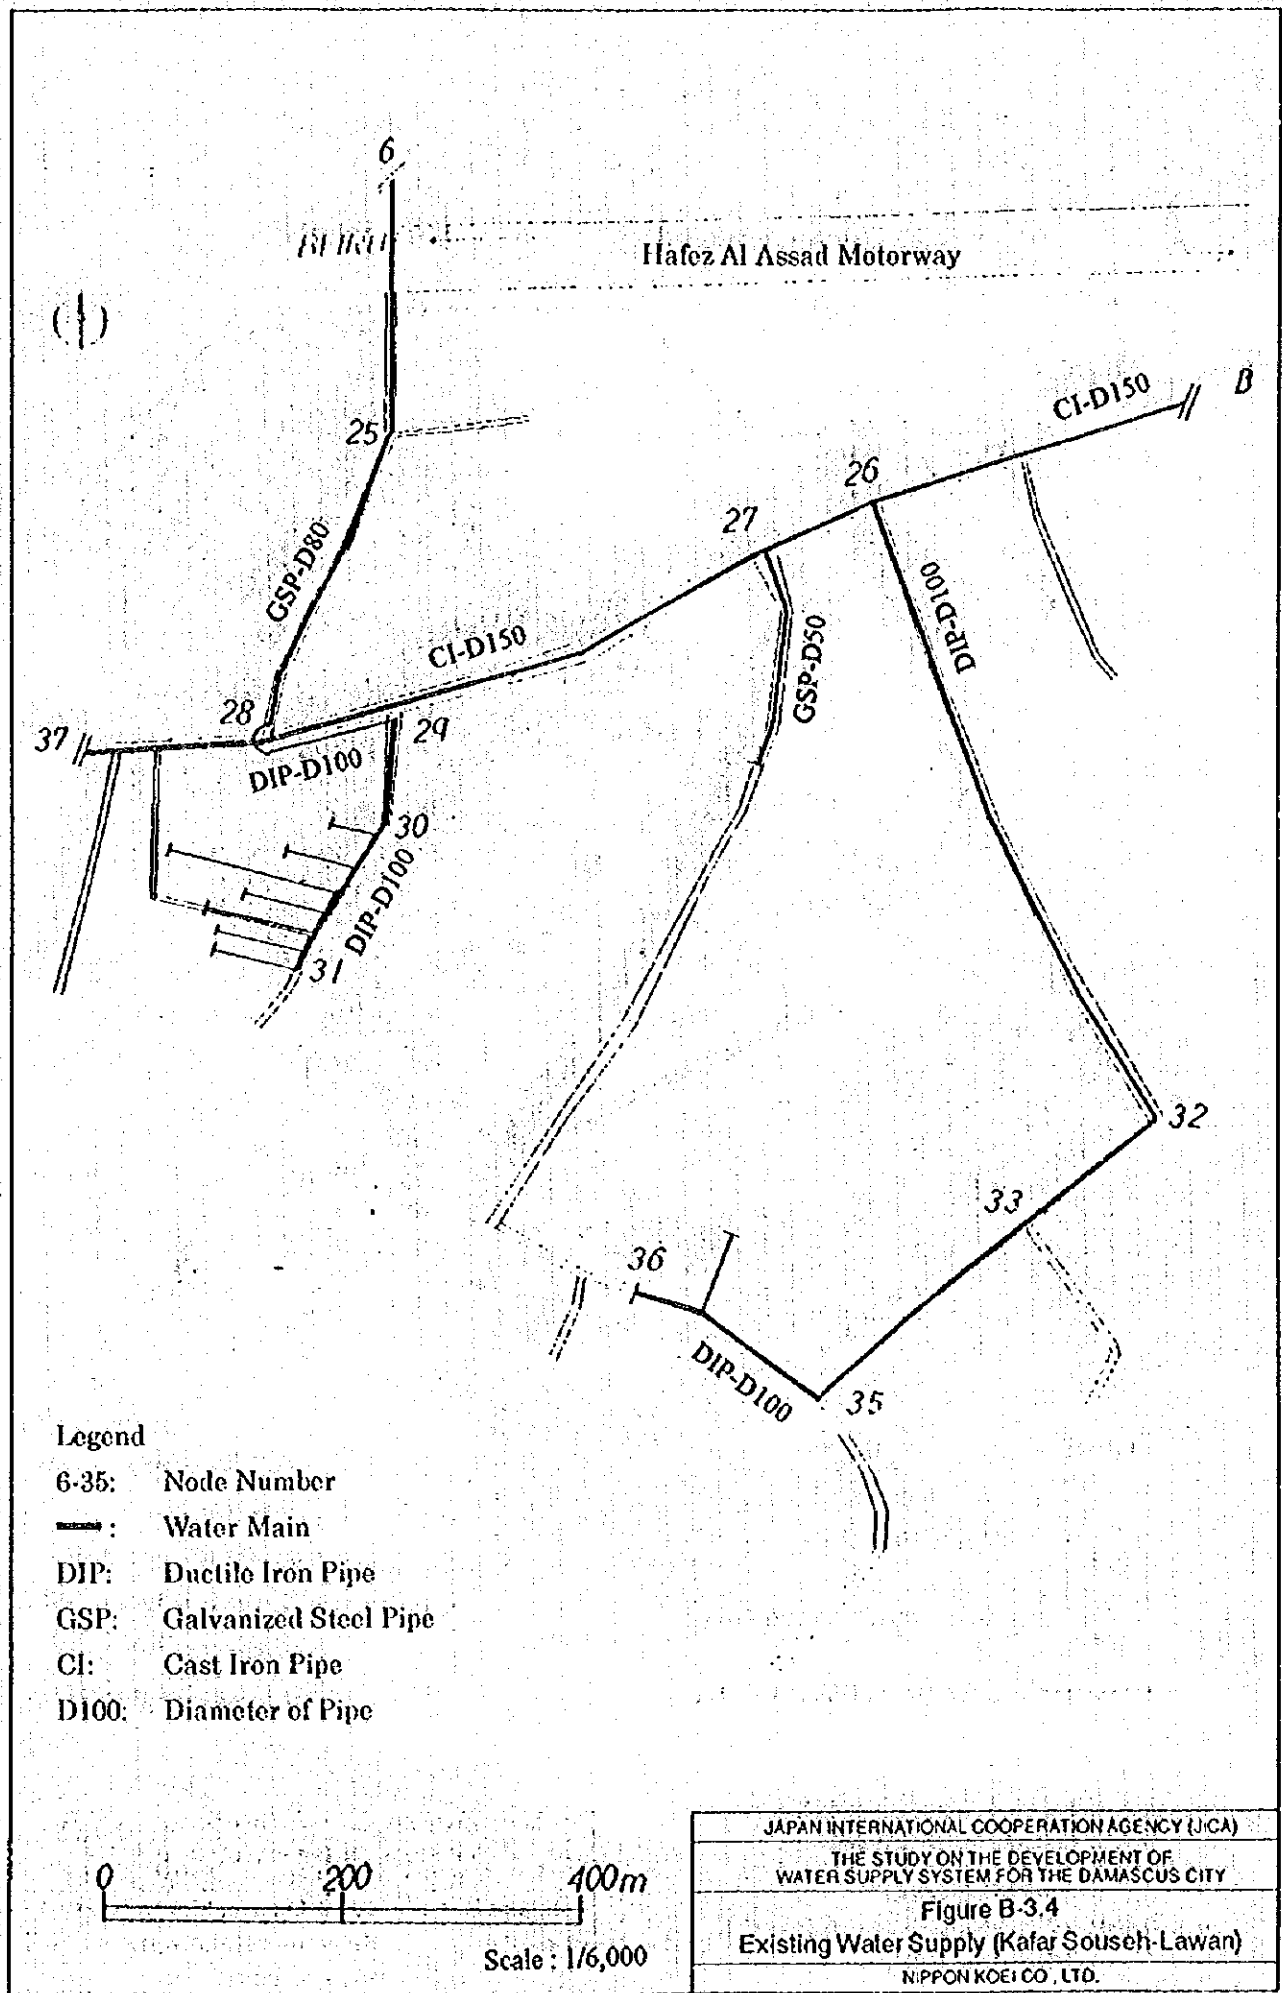 6
Hafez Al Assad Motorway
B
CI-D150
25
26
27
GSP-D80
DIP-D100
CI-D150
GSP-D50
28
29
37
DIP-D100
30
DIP-D100
31
32
33
36
DIP-D100
35
Legend
6-35: Node Number
: Water Main
DIP: Ductile Iron Pipe
GSP: Galvanized Steel Pipe
CI: Cast Iron Pipe
D100: Diameter of Pipe
0 200 400m
Scale : 1/6,000
JAPAN INTERNATIONAL COOPERATION AGENCY (JICA)
THE STUDY ON THE DEVELOPMENT OF
WATER SUPPLY SYSTEM FOR THE DAMASCUS CITY
Figure B-3.4
Existing Water Supply (Kafar Souseh-Lawan)
NIPPON KOEI CO., LTD.